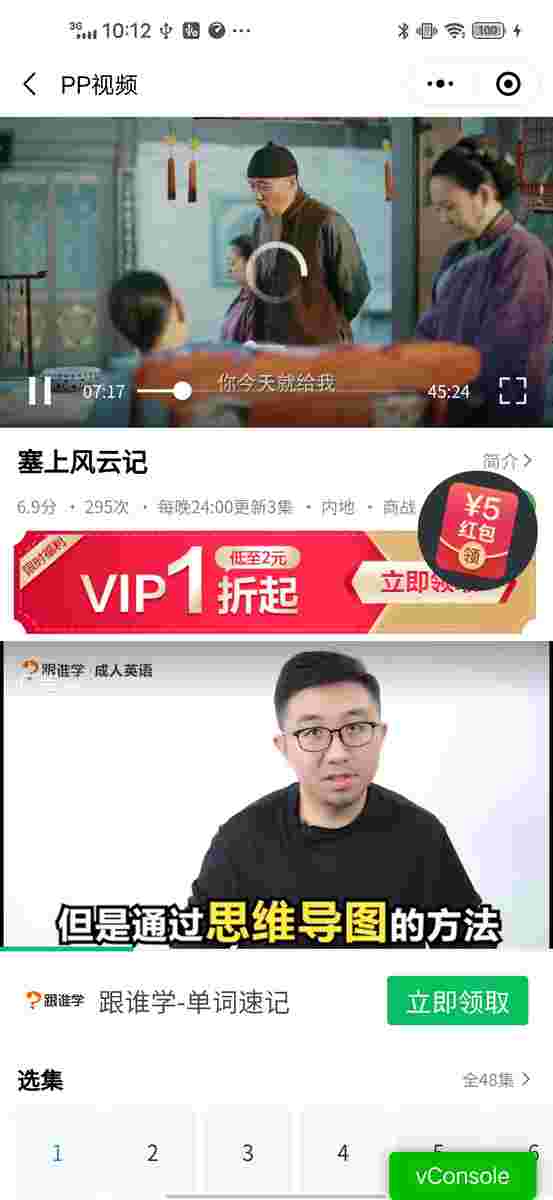 3G 10:12 100
PP视频
你今天就给我
07:17
45:24
塞上风云记
简介
6.9分 · 295次 · 每晚24:00更新3集 · 内地 · 商战
¥5
红包
领
限时福利
VIP1折起
低至2元
立即领取
跟谁学 成人英语
但是通过思维导图的方法
跟谁学 跟谁学-单词速记
立即领取
选集
全48集
1 2 3 4 5 6
vConsole